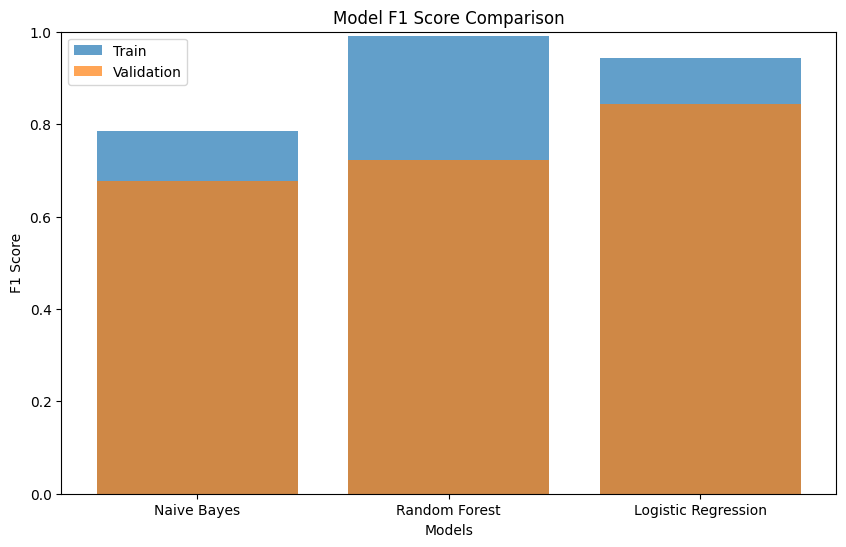 Model F1 Score Comparison
Train
Validation
F1 Score
1.0
0.8
0.6
0.4
0.2
0.0
Naive Bayes
Random Forest
Logistic Regression
Models